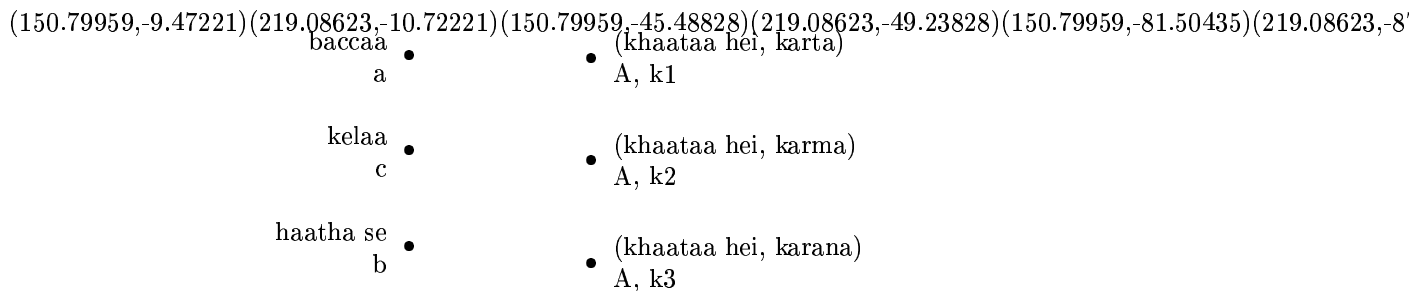 (150.79959,-9.47221)(219.08623,-10.72221)(150.79959,-45.48828)(219.08623,-49.23828)(150.79959,-81.50435)(219.08623,-8
baccaa
a
(khaataa hei, karta)
A, k1
kelaa
c
(khaataa hei, karma)
A, k2
haatha se
b
(khaataa hei, karana)
A, k3